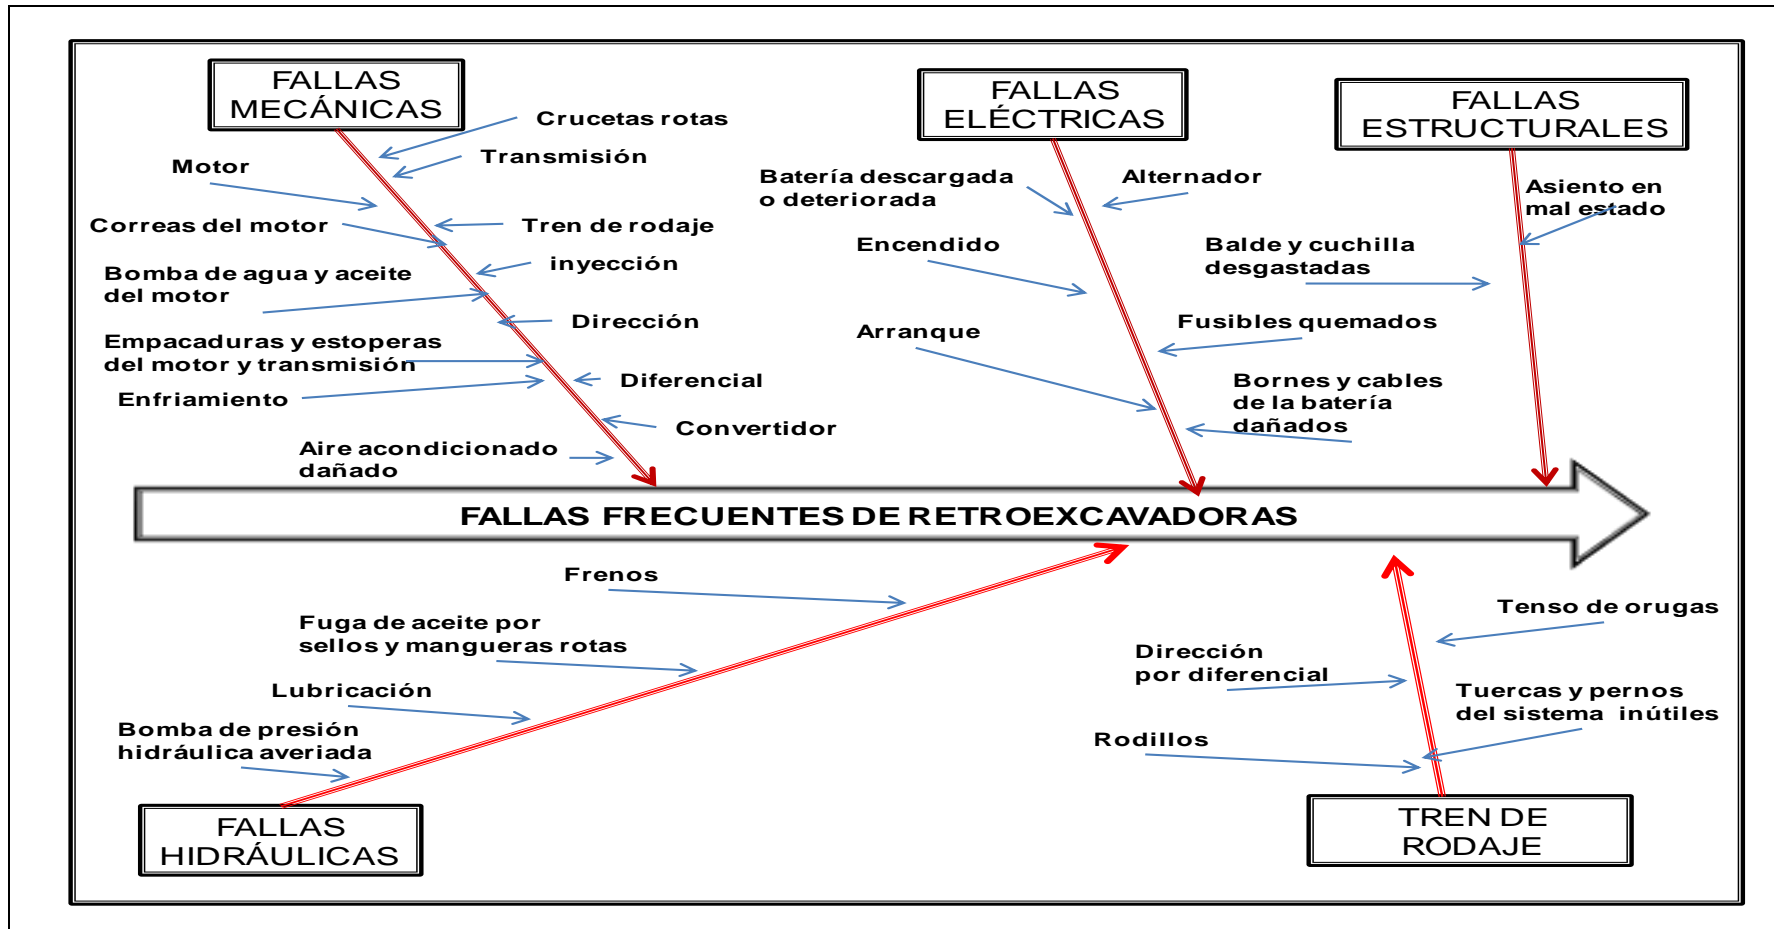 FALLAS
MECÁNICAS
FALLAS
ELÉCTRICAS
FALLAS
ESTRUCTURALES
Crucetas rotas
Transmisión
Motor
Correas del motor
Tren de rodaje
inyección
Bomba de agua y aceite
del motor
Dirección
Empacaduras y estoperas
del motor y transmisión
Diferencial
Enfriamiento
Convertidor
Aire acondicionado
dañado
Batería descargada
o deteriorada
Alternador
Encendido
Arranque
Fusibles quemados
Bornes y cables
de la batería
dañados
Asiento en
mal estado
Balde y cuchilla
desgastadas
FALLAS FRECUENTES DE RETROEXCAVADORAS
Frenos
Fuga de aceite por
sellos y mangueras rotas
Lubricación
Bomba de presión
hidráulica averiada
Tenso de orugas
Dirección
por diferencial
Tuercas y pernos
del sistema inútiles
Rodillos
FALLAS
HIDRÁULICAS
TREN DE
RODAJE